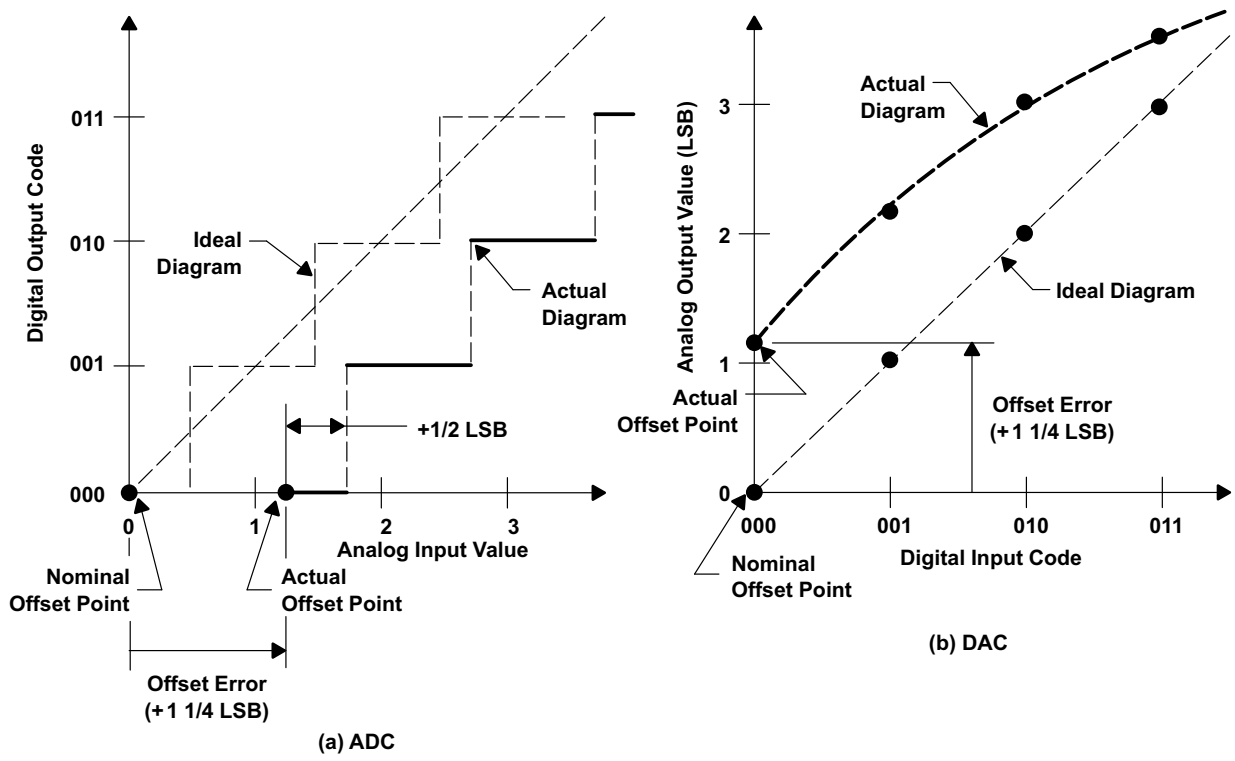 Digital Output Code
011
010
001
000
Ideal
Diagram
Actual
Diagram
+1/2 LSB
0
1
2
3
Analog Input Value
Nominal
Offset Point
Actual
Offset Point
Offset Error
(+1 1/4 LSB)
(a) ADC
Analog Output Value (LSB)
3
2
1
0
Actual
Diagram
Ideal Diagram
Actual
Offset Point
Offset Error
(+1 1/4 LSB)
000
001
010
011
Digital Input Code
Nominal
Offset Point
(b) DAC